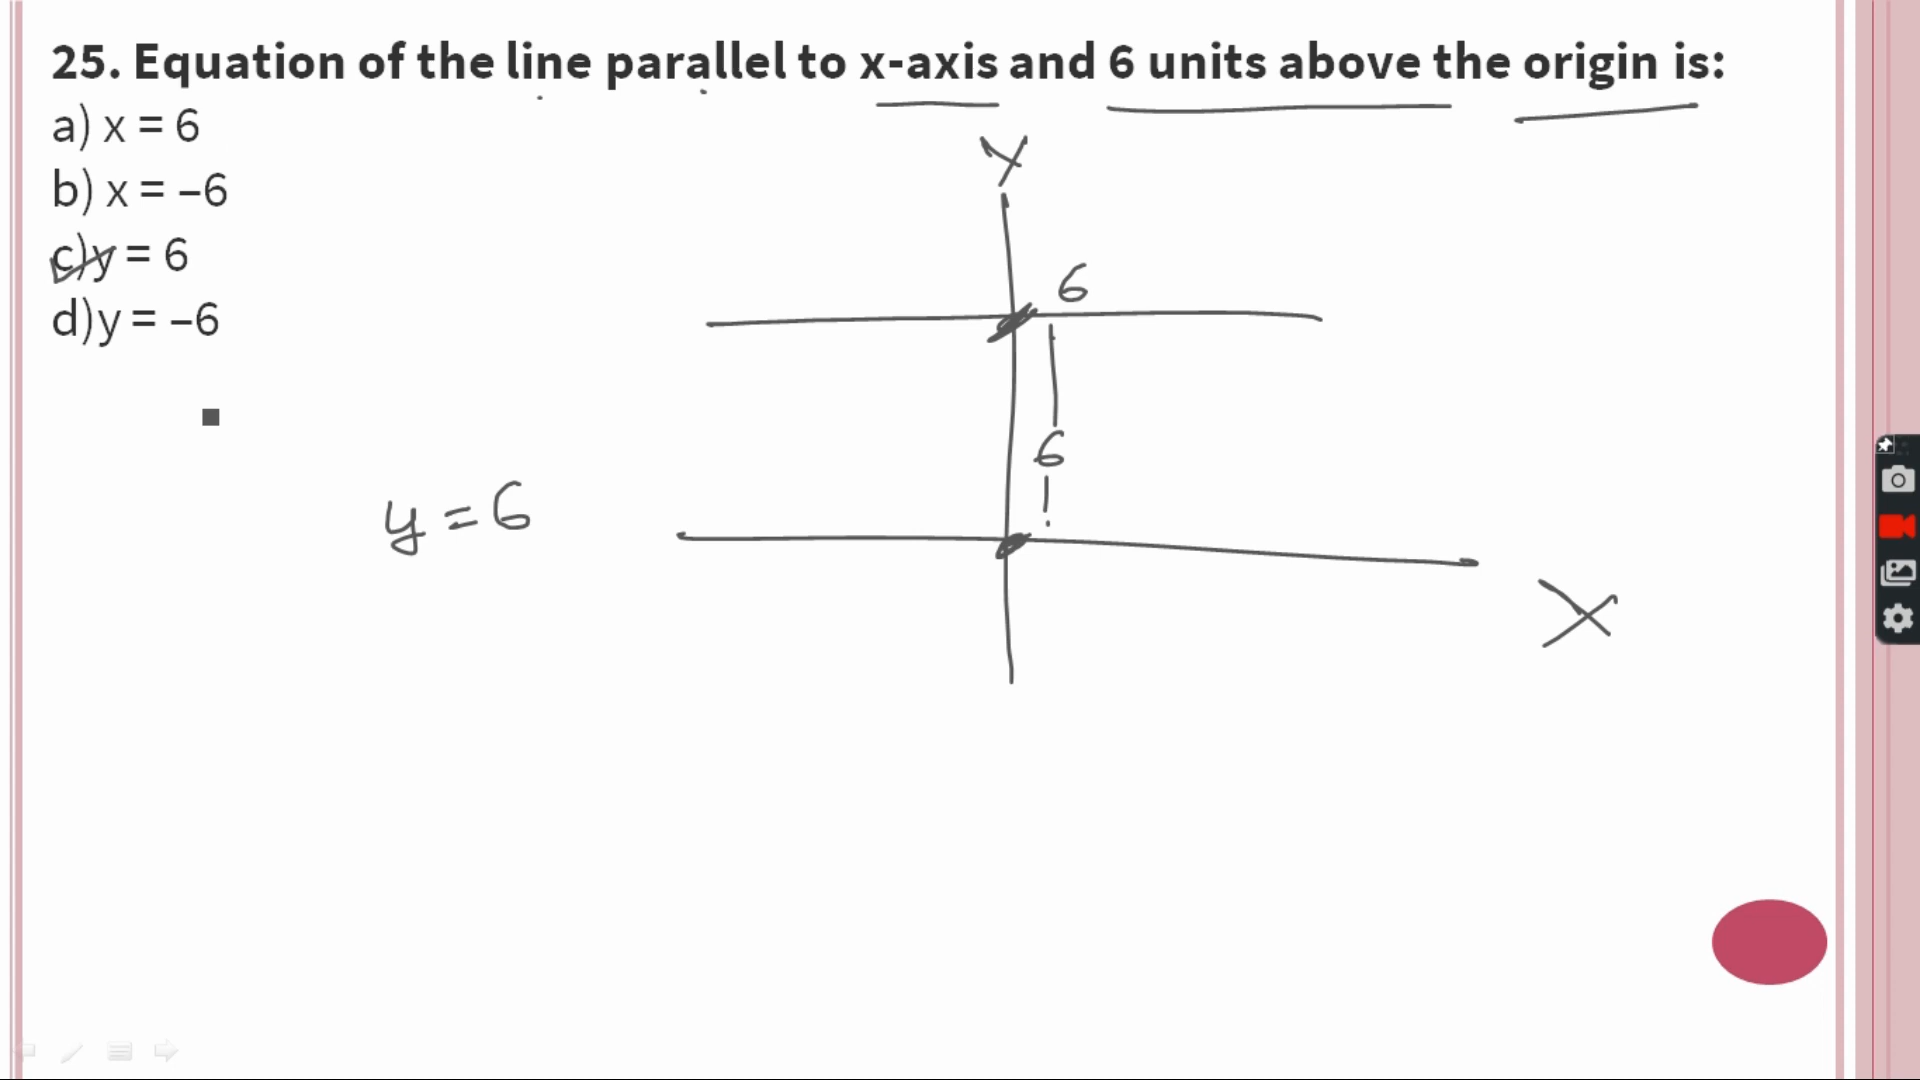 25. Equation of the line parallel to x-axis and 6 units above the origin is:
a) x = 6
b) x = –6
c)y = 6
d)y = –6
Y
6
6
y = 6
X